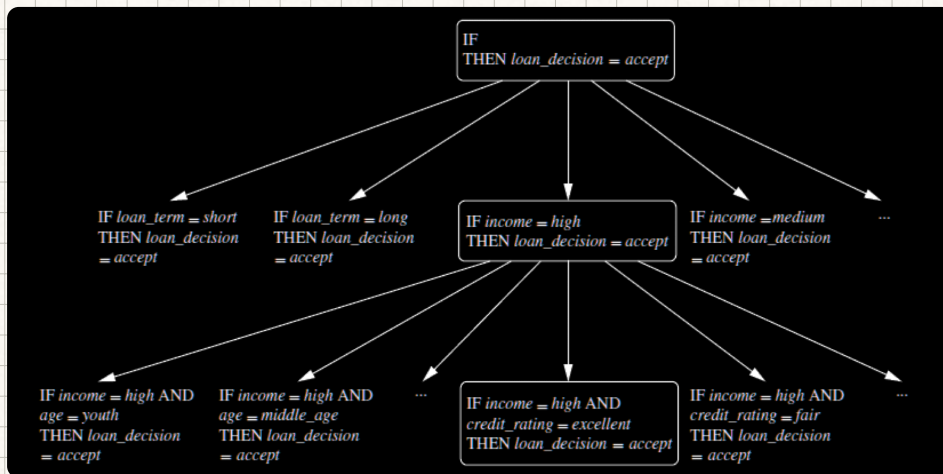 IF
THEN loan_decision = accept
IF loan_term = short
THEN loan_decision
= accept
IF loan_term = long
THEN loan_decision
= accept
IF income = high
THEN loan_decision = accept
IF income =medium
THEN loan_decision
= accept
...
IF income = high AND
age = youth
THEN loan_decision
= accept
IF income = high AND
age = middle_age
THEN loan_decision
= accept
...
IF income = high AND
credit_rating = excellent
THEN loan_decision = accept
IF income = high AND
credit_rating = fair
THEN loan_decision
= accept
...